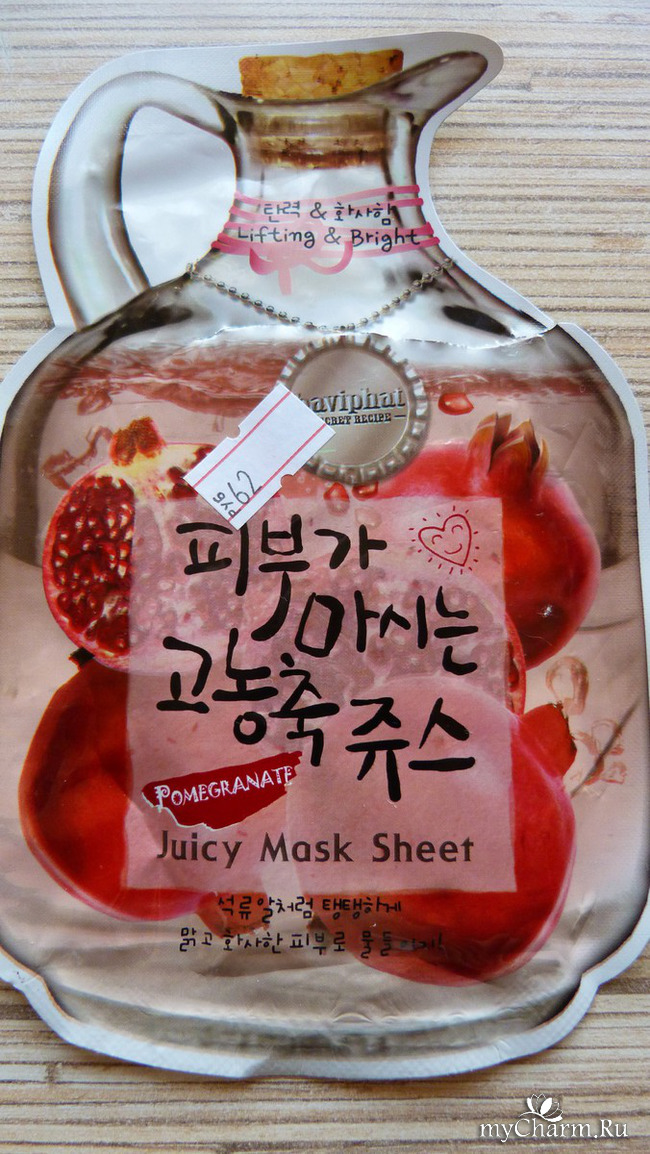 탄력 & 화사함
Lifting & Bright
baviphat
SECRET RECIPE
62
피부가
마시는
고농축 쥬스
POMEGRANATE
Juicy Mask Sheet
석류알처럼 탱탱하게
맑고 화사한 피부로 물들이자!
myCharm.Ru